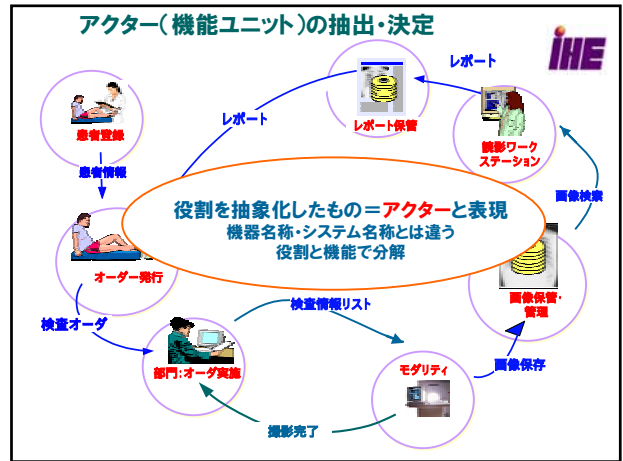 アクター（機能ユニット）の抽出・決定
IHE
レポート
レポート保管
レポート
読影ワーク
ステーション
患者登録
患者情報
画像検索
役割を抽象化したもの＝アクターと表現
機器名称・システム名称とは違う
役割と機能で分解
オーダー発行
画像保管・
管理
検査オーダ
検査情報リスト
部門：オーダ実施
モダリティ
画像保存
撮影完了